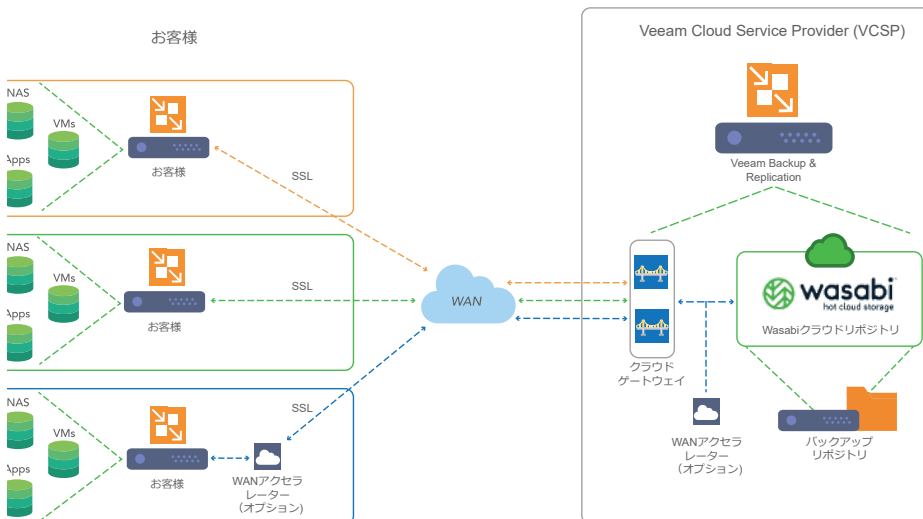 お客様
Veeam Cloud Service Provider (VCSP)
NAS
VMs
Apps
お客様
SSL
Veeam Backup &
Replication
NAS
VMs
Apps
お客様
SSL
WAN
wasabi
hot cloud storage
Wasabiクラウドリポジトリ
クラウド
ゲートウェイ
NAS
VMs
Apps
お客様
SSL
WANアクセラ
レーター
(オプション)
WANアクセラ
レーター
(オプション)
バックアップ
リポジトリ